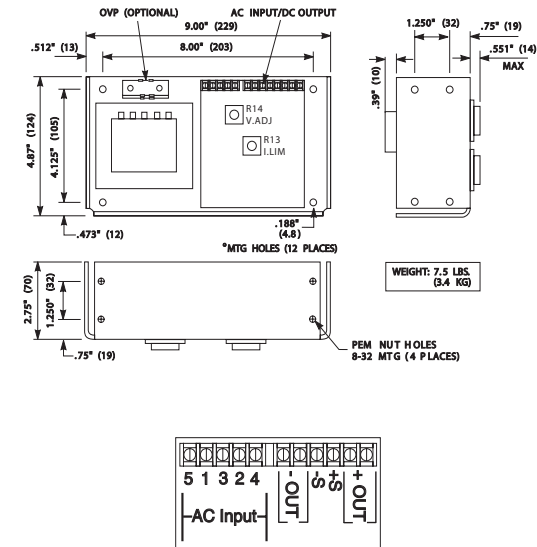 OVP (OPTIONAL)
AC INPUT/DC OUTPUT
9.00" (229)
.512" (13)
8.00" (203)
1.250" (32)
.75" (19)
.551" (14)
MAX
.39" (10)
R14
V.ADJ
R13
I.LIM
4.87" (124)
4.125" (105)
.473" (12)
.188"
(4.8)
°MTG HOLES (12 PLACES)
2.75" (70)
1.250" (32)
.75" (19)
WEIGHT: 7.5 LBS.
(3.4 KG)
PEM NUT HOLES
8-32 MTG (4 PLACES)
5 1 3 2 4
- OUT
-S
+S
+ OUT
AC Input